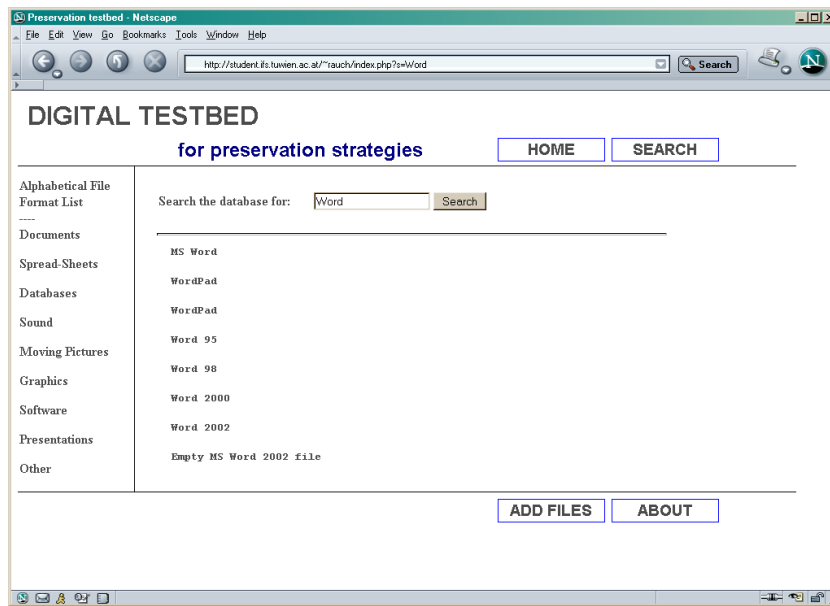 Preservation testbed - Netscape
File Edit View Go Bookmarks Tools Window Help
http://student.ifs.tuwien.ac.at/~rauch/index.php?s=Word
Search
N
DIGITAL TESTBED
for preservation strategies
HOME
SEARCH
Alphabetical File
Format List
----
Documents
Spread-Sheets
Databases
Sound
Moving Pictures
Graphics
Software
Presentations
Other
Search the database for: Word Search
MS Word
WordPad
WordPad
Word 95
Word 98
Word 2000
Word 2002
Empty MS Word 2002 file
ADD FILES
ABOUT